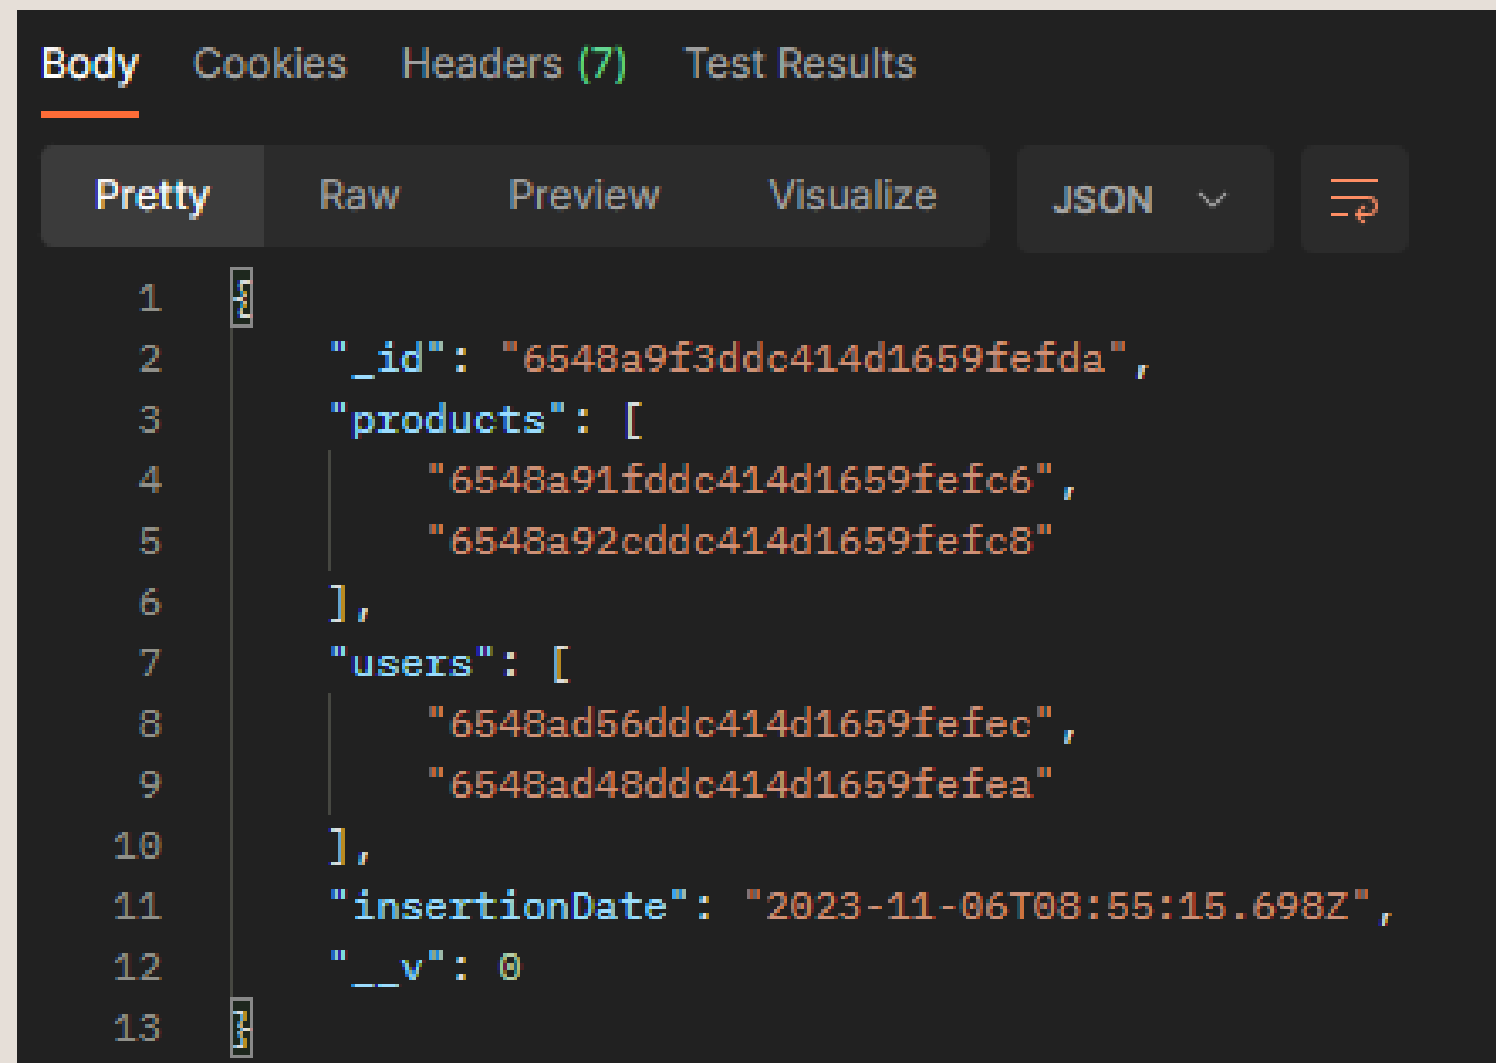 Body Cookies Headers (7) Test Results
Pretty Raw Preview Visualize JSON
1 {
2 "_id": "6548a9f3ddc414d1659fefda",
3 "products": [
4 "6548a91fddc414d1659fefc6",
5 "6548a92cddc414d1659fefc8"
6 ],
7 "users": [
8 "6548ad56ddc414d1659fefec",
9 "6548ad48ddc414d1659fefea"
10 ],
11 "insertionDate": "2023-11-06T08:55:15.698Z",
12 "__v": 0
13 }